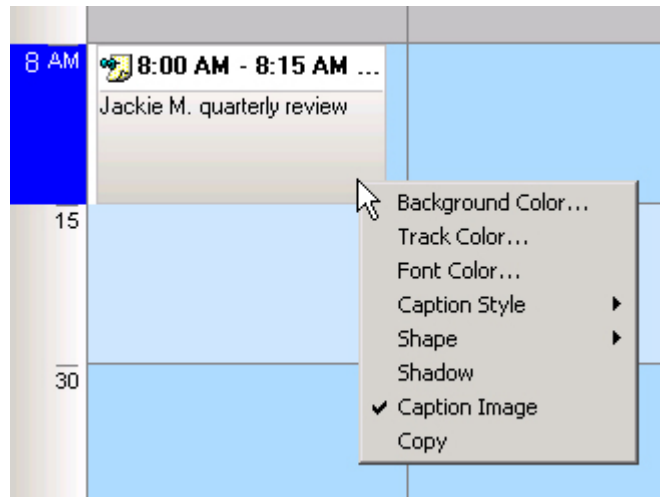 8 AM
8:00 AM - 8:15 AM ...
Jackie M. quarterly review
15
30
Background Color...
Track Color...
Font Color...
Caption Style
Shape
Shadow
Caption Image
Copy